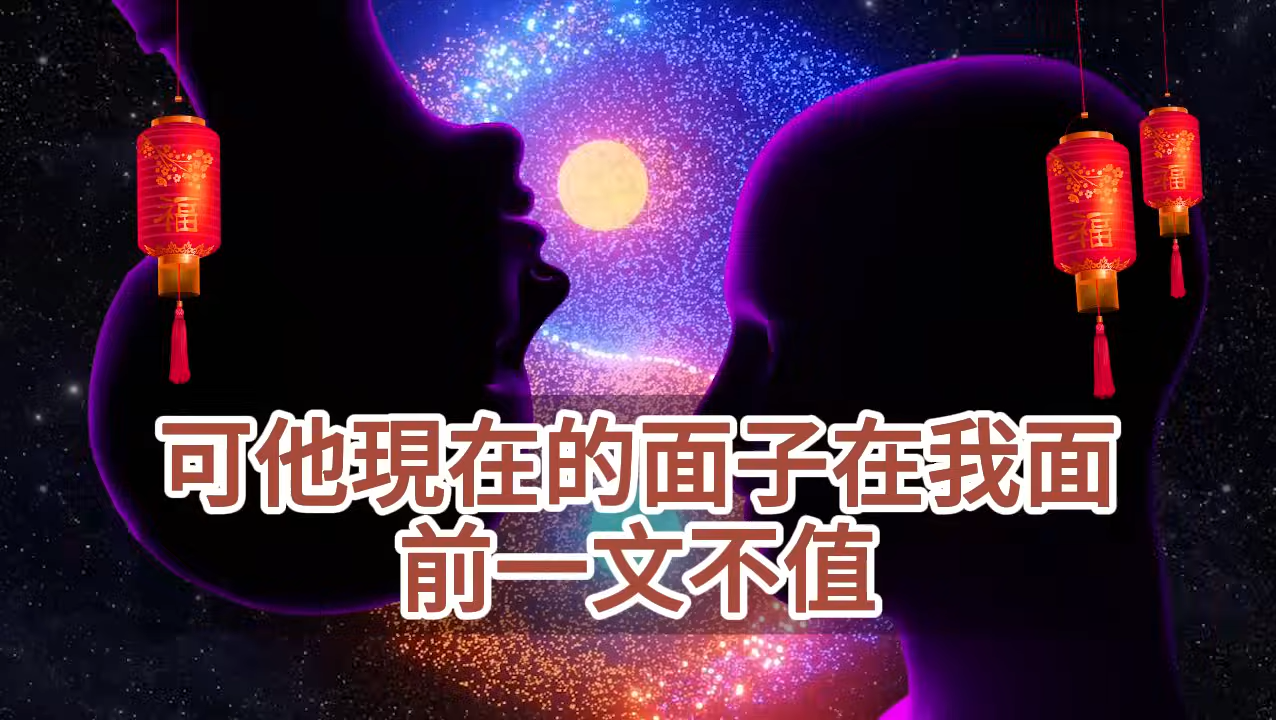 福
福
福
可他現在的面子在我面
前一文不值